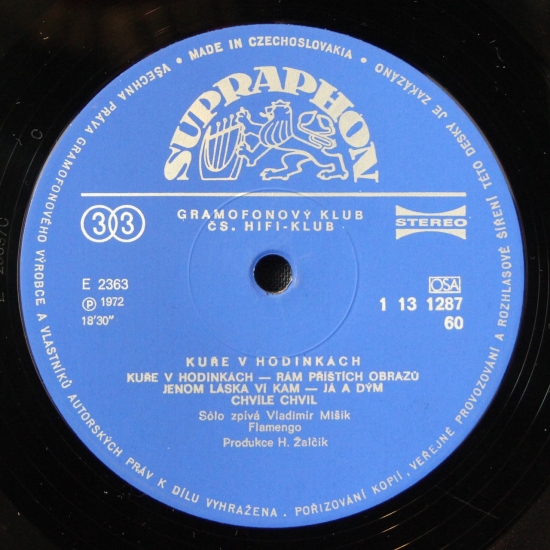 • MADE IN CZECHOSLOVAKIA •
VŠECHNA PRÁVA GRAMOFONOVÉHO VÝROBCE A VLASTNÍKŮ AUTORSKÝCH PRÁV K DÍLU VYHRAZENA. POŘIZOVÁNÍ KOPIÍ, VEŘEJNÉ PROVOZOVÁNÍ A ROZHLASOVÉ ŠÍŘENÍ TÉTO DESKY JE ZAKÁZÁNO
SUPRAPHON
33
GRAMOFONOVÝ KLUB
ČS. HIFI-KLUB
STEREO
E 2363
Ⓟ 1972
18'30"
OSA
1 13 1287
60
KUŘE V HODINKÁCH
KUŘE V HODINKÁCH — RÁM PŘÍŠTÍCH OBRAZŮ
JENOM LÁSKA VÍ KAM — JÁ A DÝM
CHVÍLE CHVIL
Sólo zpívá Vladimír Mišík
Flamengo
Produkce H. Žalčík